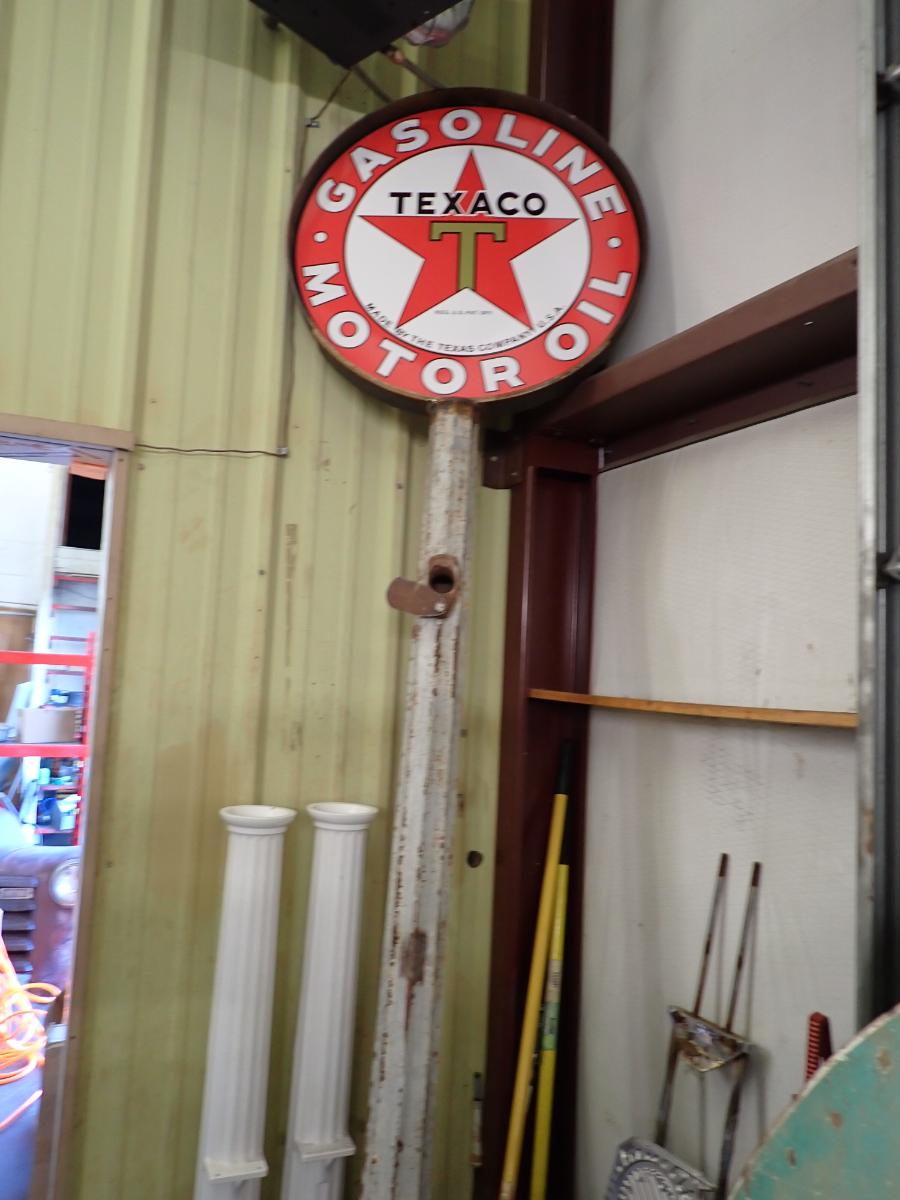 GASOLINE
TEXACO
T
MADE BY THE TEXAS COMPANY U.S.A.
• MOTOR OIL •